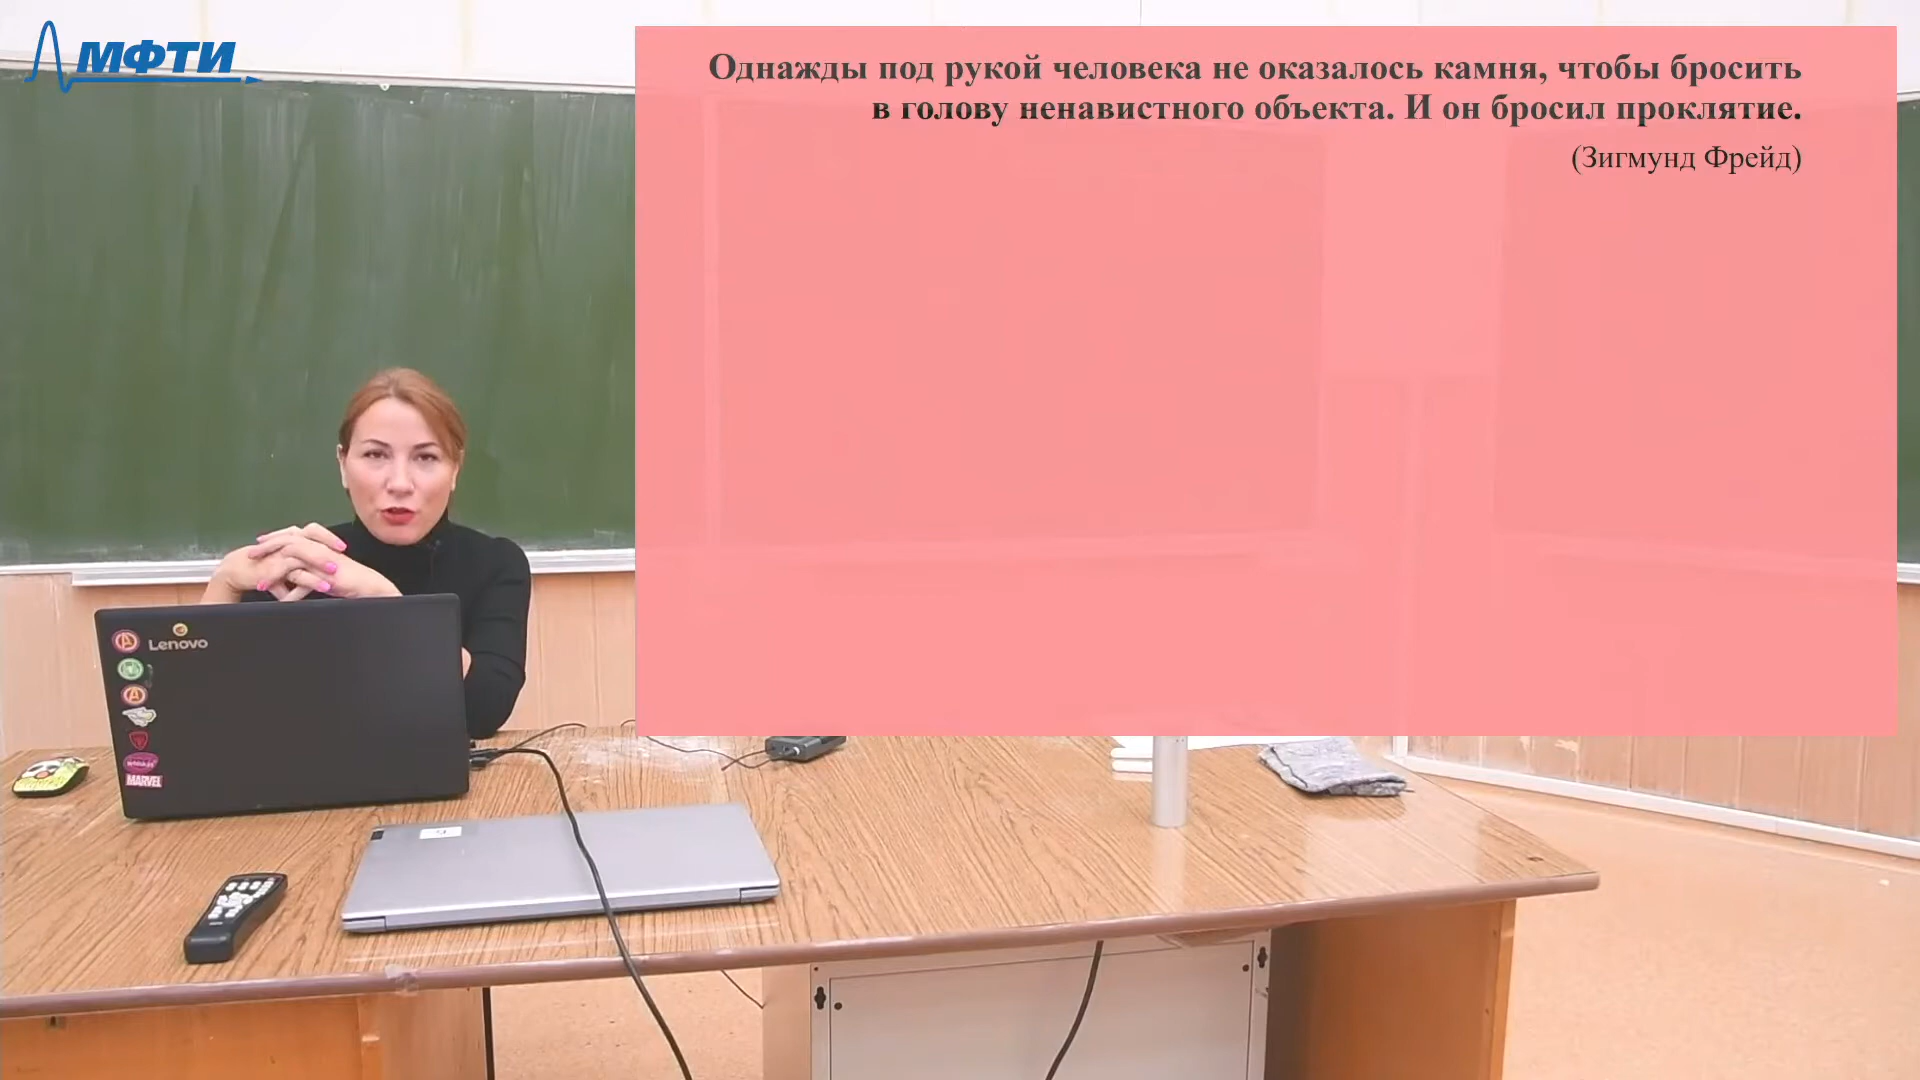 МФТИ
Однажды под рукой человека не оказалось камня, чтобы бросить
в голову ненавистного объекта. И он бросил проклятие.
(Зигмунд Фрейд)
Lenovo
MARVEL